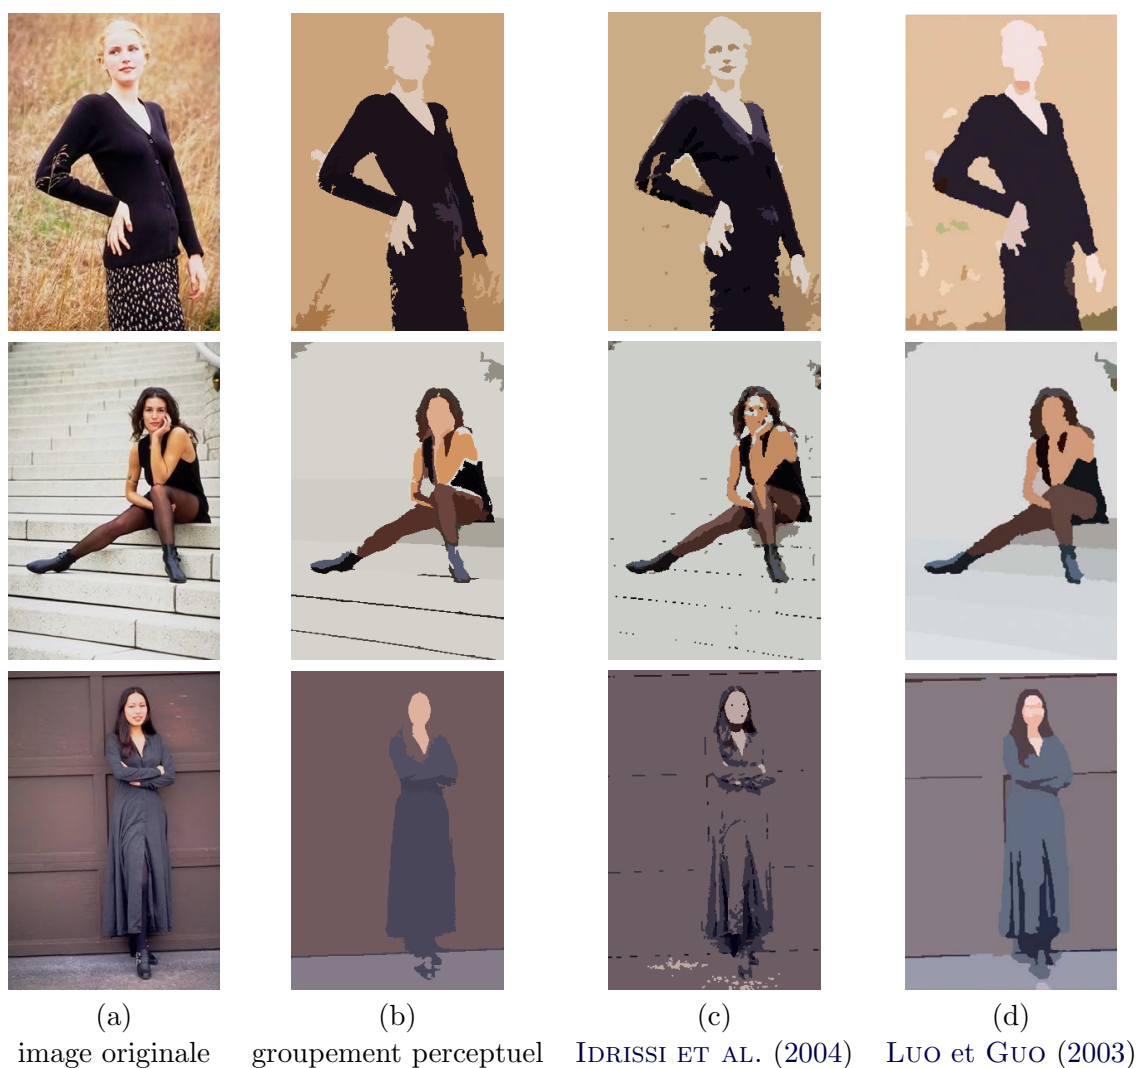 (a) (b) (c) (d)
image originale groupement perceptuel IDRISSI ET AL. (2004) LUO et GUO (2003)